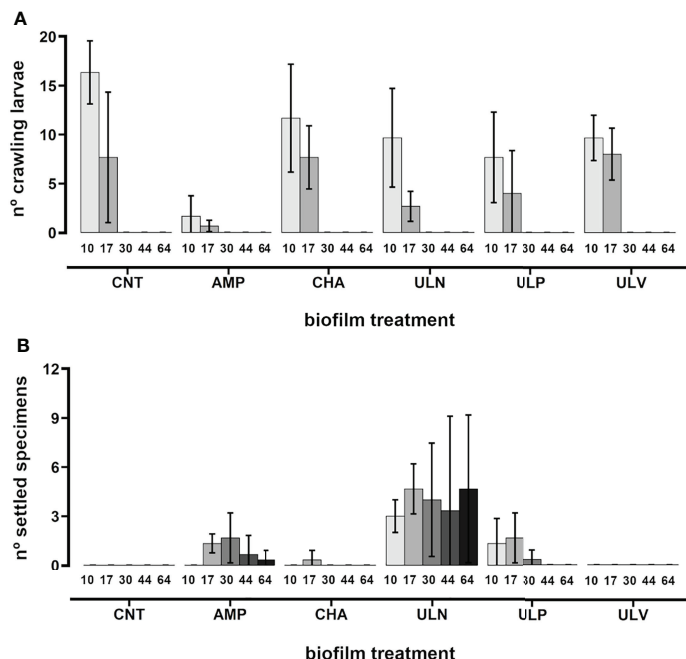 A
nº crawling larvae
20
15
10
5
0
10 17 30 44 64 10 17 30 44 64 10 17 30 44 64 10 17 30 44 64 10 17 30 44 64 10 17 30 44 64
CNT AMP CHA ULN ULP ULV
biofilm treatment
B
nº settled specimens
12
9
6
3
0
10 17 30 44 64 10 17 30 44 64 10 17 30 44 64 10 17 30 44 64 10 17 30 44 64 10 17 30 44 64
CNT AMP CHA ULN ULP ULV
biofilm treatment